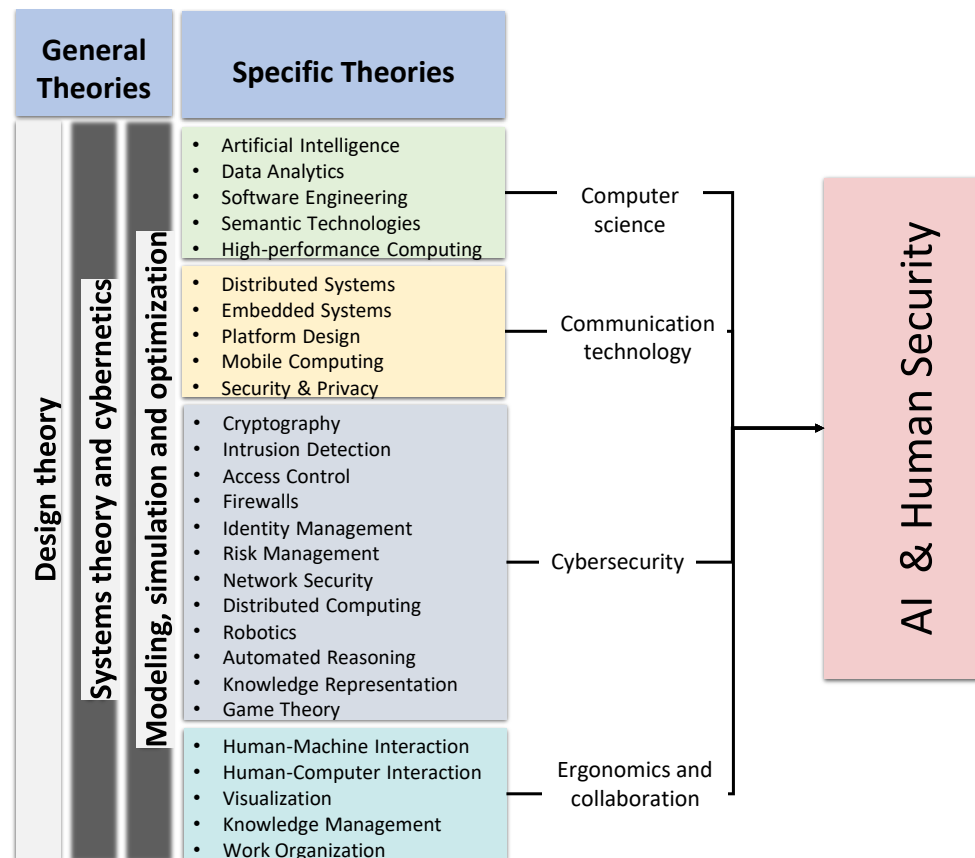 General
Theories
Specific Theories
Design theory
Systems theory and cybernetics
Modeling, simulation and optimization
• Artificial Intelligence
• Data Analytics
• Software Engineering
• Semantic Technologies
• High-performance Computing
Computer
science
• Distributed Systems
• Embedded Systems
• Platform Design
• Mobile Computing
• Security & Privacy
Communication
technology
• Cryptography
• Intrusion Detection
• Access Control
• Firewalls
• Identity Management
• Risk Management
• Network Security
• Distributed Computing
• Robotics
• Automated Reasoning
• Knowledge Representation
• Game Theory
Cybersecurity
• Human-Machine Interaction
• Human-Computer Interaction
• Visualization
• Knowledge Management
• Work Organization
Ergonomics and
collaboration
AI & Human Security